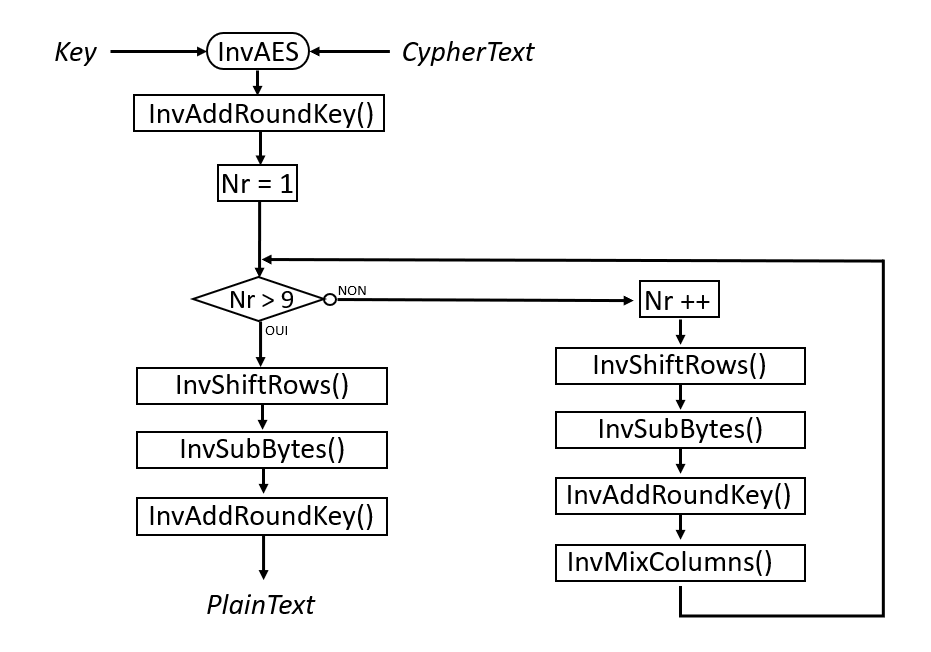 Key
InvAES
CypherText
InvAddRoundKey()
Nr = 1
Nr > 9
NON
OUI
InvShiftRows()
InvSubBytes()
InvAddRoundKey()
PlainText
Nr ++
InvShiftRows()
InvSubBytes()
InvAddRoundKey()
InvMixColumns()